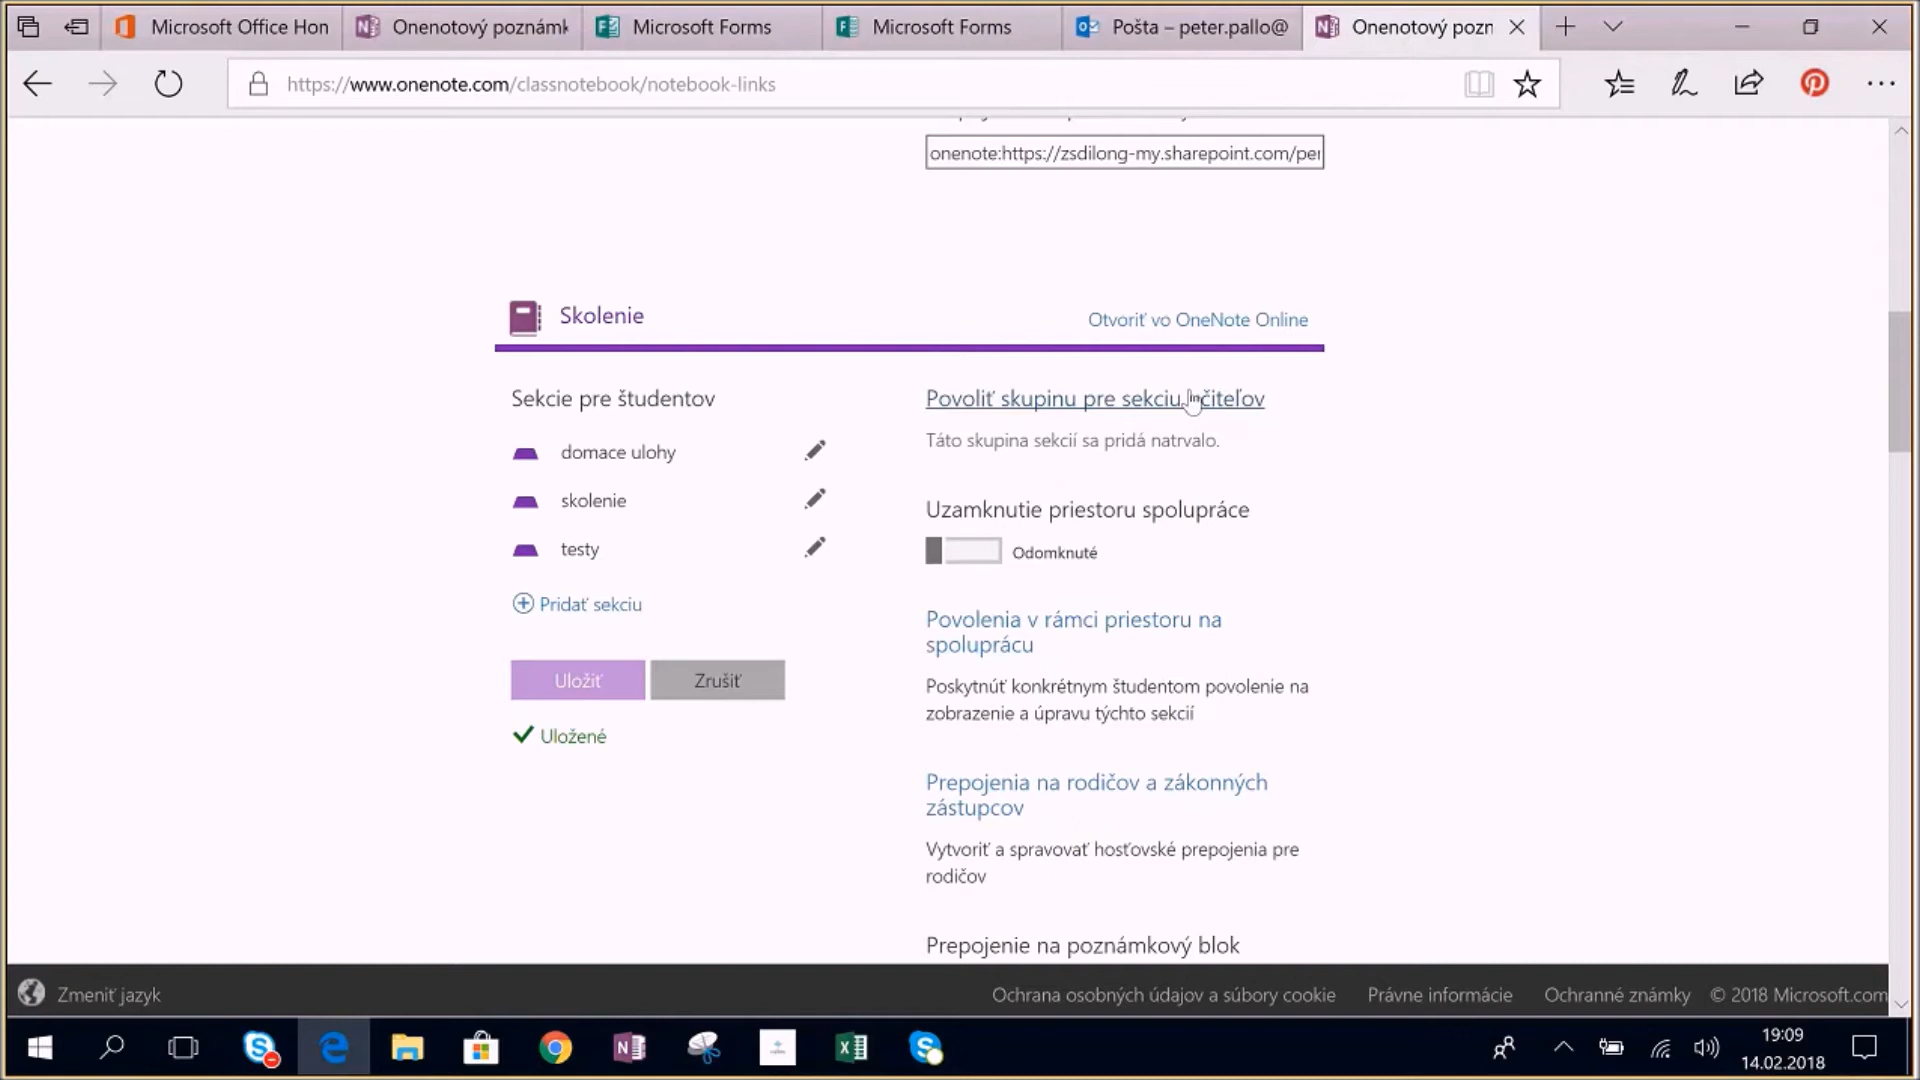 Microsoft Office Hon
Onenotový poznámk
Microsoft Forms
Microsoft Forms
Pošta – peter.pallo@
Onenotový pozn
https://www.onenote.com/classnotebook/notebook-links
onenote:https://zsdilong-my.sharepoint.com/per
Skolenie
Otvoriť vo OneNote Online
Sekcie pre študentov
domace ulohy
skolenie
testy
Pridať sekciu
Uložiť
Zrušiť
Uložené
Povoliť skupinu pre sekciu učiteľov
Táto skupina sekcií sa pridá natrvalo.
Uzamknutie priestoru spolupráce
Odomknuté
Povolenia v rámci priestoru na
spoluprácu
Poskytnúť konkrétnym študentom povolenie na
zobrazenie a úpravu týchto sekcií
Prepojenia na rodičov a zákonných
zástupcov
Vytvoriť a spravovať hosťovské prepojenia pre
rodičov
Prepojenie na poznámkový blok
Zmeniť jazyk
Ochrana osobných údajov a súbory cookie
Právne informácie
Ochranné známky
© 2018 Microsoft.com
19:09
14.02.2018